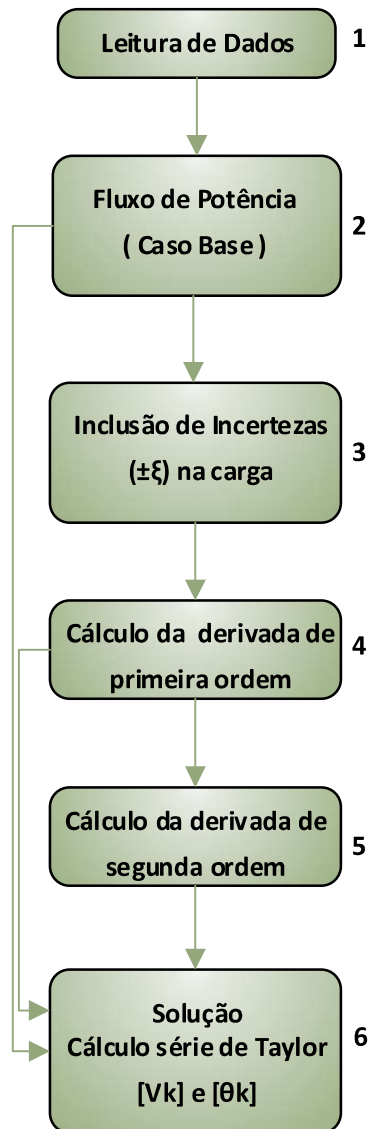 Leitura de Dados 1
Fluxo de Potência
( Caso Base )
2
Inclusão de Incertezas
(±ξ) na carga
3
Cálculo da derivada de
primeira ordem
4
Cálculo da derivada de
segunda ordem
5
Solução
Cálculo série de Taylor
[Vk] e [θk]
6